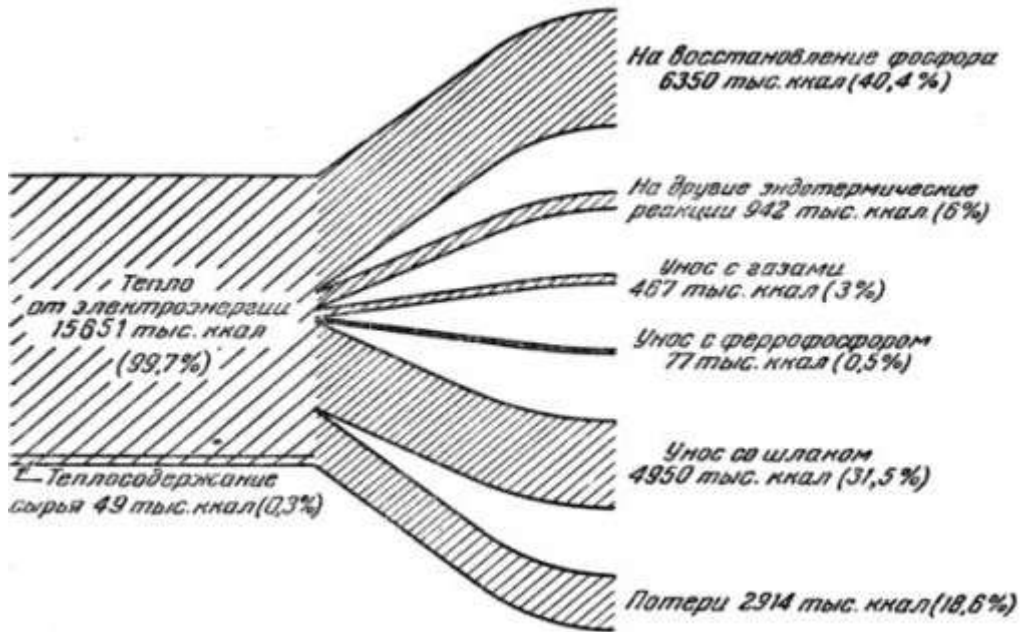 На восстановление фосфора
6350 тыс. ккал (40,4 %)
На другие эндотермические
реакции 942 тыс. ккал (6%)
Унос с газами
467 тыс. ккал (3%)
Тепло
от электроэнергии
15651 тыс. ккал
(99,7%)
Унос с феррофосфором
77 тыс. ккал (0,5%)
Унос со шлаком
4950 тыс. ккал (31,5%)
Теплосодержание
сырья 49 тыс. ккал (0,3%)
Потери 2914 тыс. ккал (18,6%)